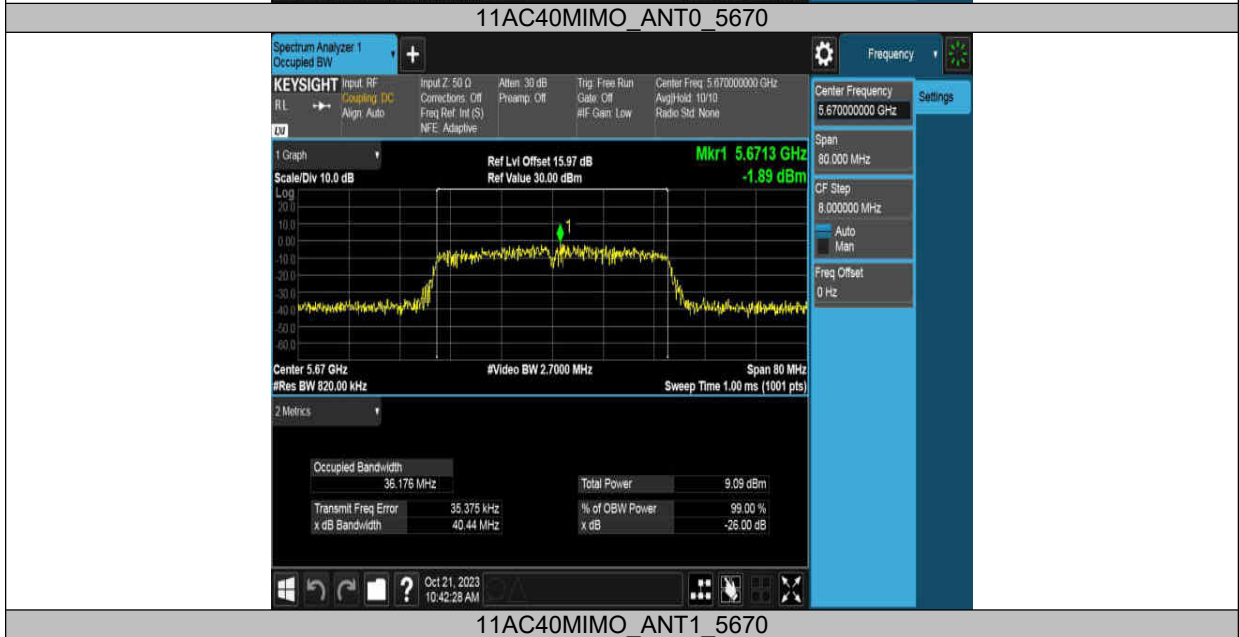 11AC40MIMO_ANT0_5670
Spectrum Analyzer 1
Occupied BW
+
Frequency
KEYSIGHT Input: RF Input Z: 50 Ω Atten: 30 dB Trig: Free Run Center Freq: 5.670000000 GHz
RL Coupling: DC Corrections: Off Preamp: Off Gate: Off Avg|Hold: 10/10
Align: Auto Freq Ref: Int (S) #IF Gain: Low Radio Std: None
NFE: Adaptive
LXI
Center Frequency
5.670000000 GHz
Settings
Span
80.000 MHz
CF Step
8.000000 MHz
Auto
Man
Freq Offset
0 Hz
1 Graph
Ref Lvl Offset 15.97 dB Mkr1 5.6713 GHz
Scale/Div 10.0 dB Ref Value 30.00 dBm -1.89 dBm
Log
20.0
10.0
0.00
-10.0
-20.0
-30.0
-40.0
-50.0
-60.0
1
Center 5.67 GHz #Video BW 2.7000 MHz Span 80 MHz
#Res BW 820.00 kHz Sweep Time 1.00 ms (1001 pts)
2 Metrics
Occupied Bandwidth
36.176 MHz Total Power 9.09 dBm
Transmit Freq Error 35.375 kHz % of OBW Power 99.00 %
x dB Bandwidth 40.44 MHz x dB -26.00 dB
? Oct 21, 2023
10:42:28 AM
11AC40MIMO_ANT1_5670